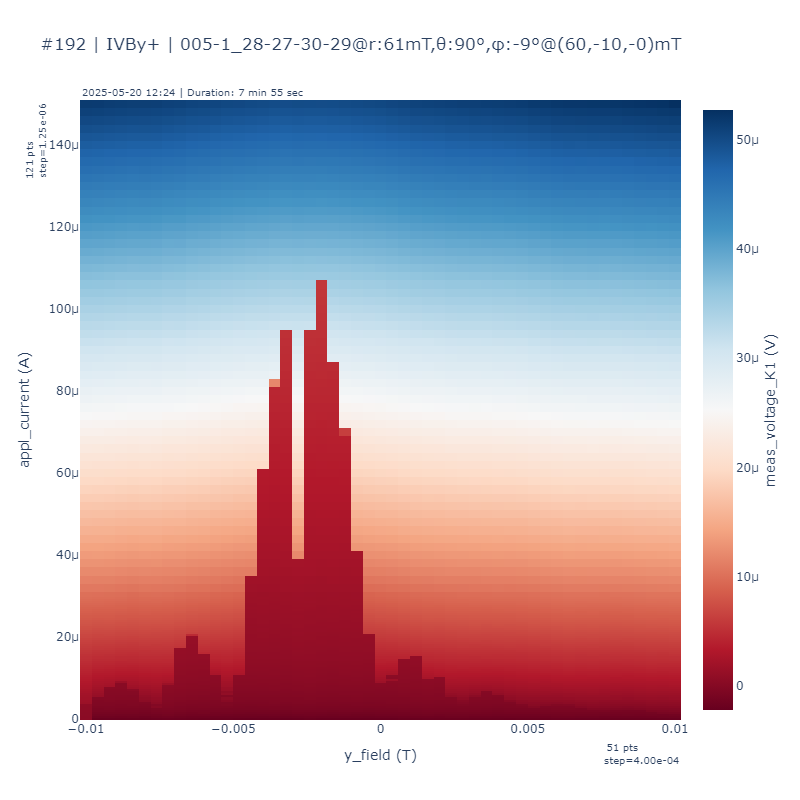 #192 | IVBy+ | 005-1_28-27-30-29@r:61mT,θ:90°,φ:-9°@(60,-10,-0)mT
2025-05-20 12:24 | Duration: 7 min 55 sec
121 pts
step=1.25e-06
140μ
120μ
100μ
80μ
60μ
40μ
20μ
0
appl_current (A)
−0.01
−0.005
0
0.005
0.01
y_field (T)
51 pts
step=4.00e-04
50μ
40μ
30μ
20μ
10μ
0
meas_voltage_K1 (V)